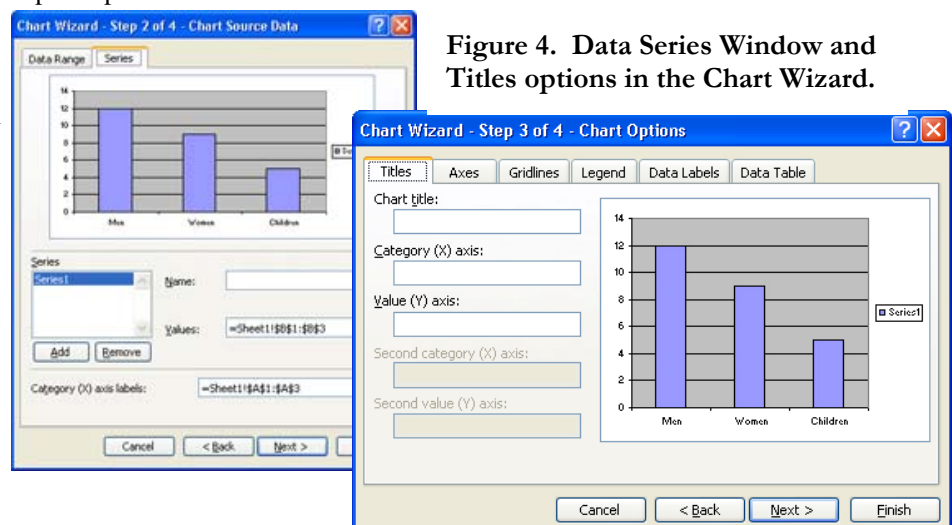 Chart Wizard - Step 2 of 4 - Chart Source Data
Data Range Series
14
12
10
8
6
4
2
0
Men Women Children
Series
Series1
Name:
Values: =Sheet1!$B$1:$B$3
Add Remove
Category (X) axis labels: =Sheet1!$A$1:$A$3
Cancel < Back Next >
Figure 4. Data Series Window and
Titles options in the Chart Wizard.
Chart Wizard - Step 3 of 4 - Chart Options
Titles Axes Gridlines Legend Data Labels Data Table
Chart title:
Category (X) axis:
Value (Y) axis:
Second category (X) axis:
Second value (Y) axis:
14
12
10
8
6
4
2
0
Men Women Children
Series1
Cancel < Back Next > Finish